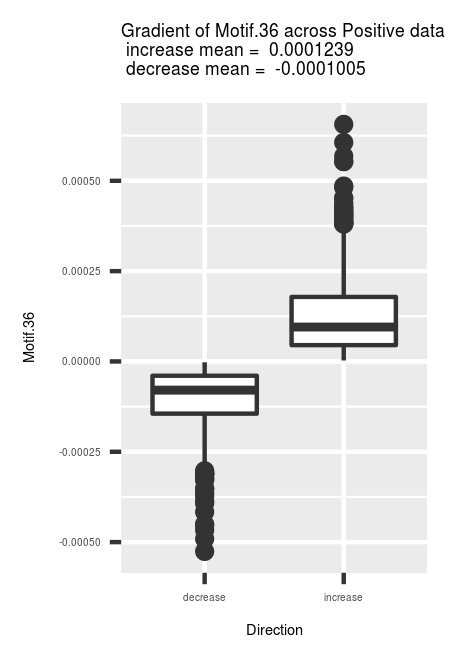 Gradient of Motif.36 across Positive data
increase mean =  0.0001239
decrease mean =  -0.0001005
0.00050
0.00025
0.00000
-0.00025
-0.00050
Motif.36
decrease
increase
Direction